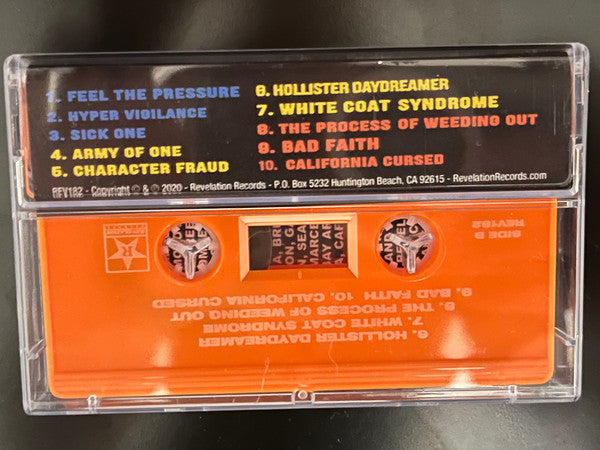 1. FEEL THE PRESSURE
2. HYPER VIGILANCE
3. SICK ONE
4. ARMY OF ONE
5. CHARACTER FRAUD
6. HOLLISTER DAYDREAMER
7. WHITE COAT SYNDROME
8. THE PROCESS OF WEEDING OUT
9. BAD FAITH
10. CALIFORNIA CURSED
REV182 - Copyright © & ℗ 2020 - Revelation Records - P.O. Box 5232 Huntington Beach, CA 92615 - RevelationRecords.com
SIDE B
REV182
6. HOLLISTER DAYDREAMER
7. WHITE COAT SYNDROME
8. THE PROCESS OF WEEDING OUT
9. BAD FAITH 10. CALIFORNIA CURSED